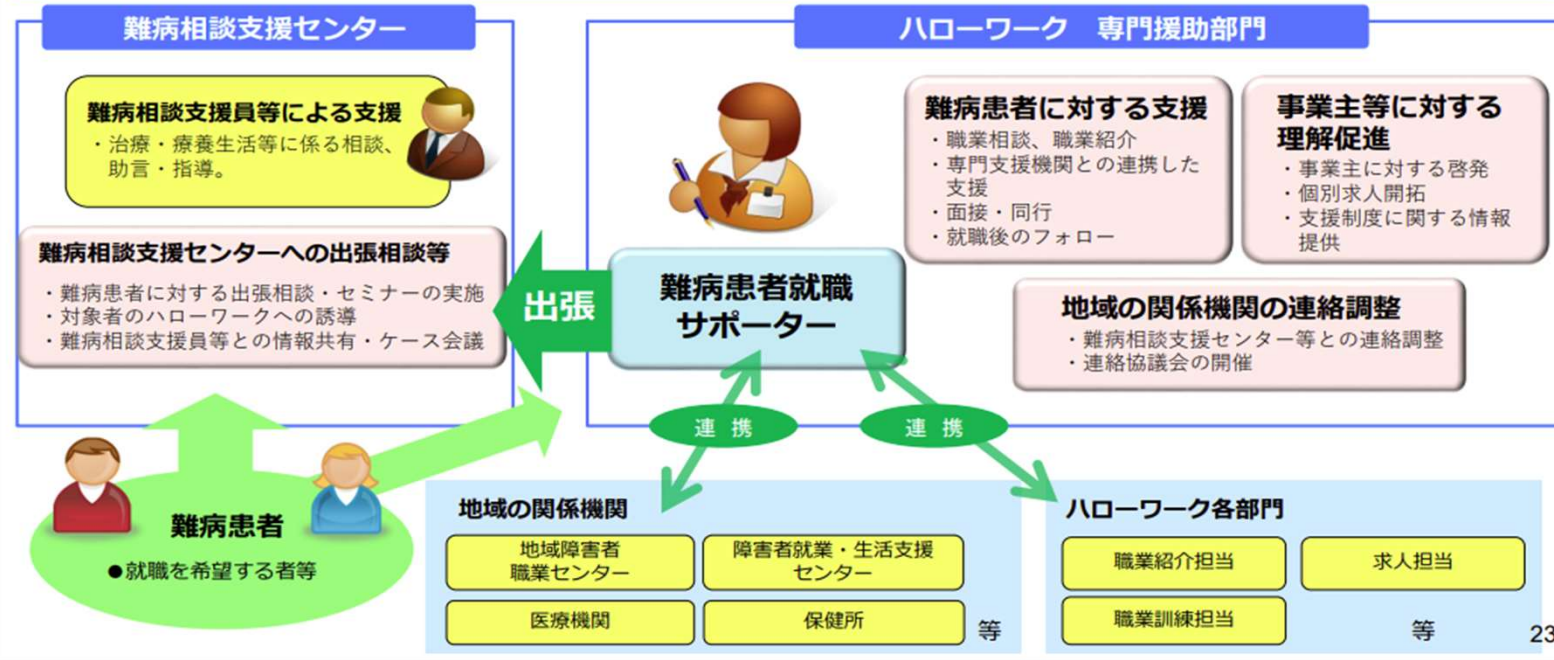 難病相談支援センター
難病相談支援員等による支援
・治療・療養生活等に係る相談、
助言・指導。
難病相談支援センターへの出張相談等
・難病患者に対する出張相談・セミナーの実施
・対象者のハローワークへの誘導
・難病相談支援員等との情報共有・ケース会議
出張
ハローワーク　専門援助部門
難病患者就職
サポーター
難病患者に対する支援
・職業相談、職業紹介
・専門支援機関との連携した
支援
・面接・同行
・就職後のフォロー
事業主等に対する
理解促進
・事業主に対する啓発
・個別求人開拓
・支援制度に関する情報
提供
地域の関係機関の連絡調整
・難病相談支援センター等との連絡調整
・連絡協議会の開催
連 携
連 携
難病患者
●就職を希望する者等
地域の関係機関
地域障害者
職業センター
障害者就業・生活支援
センター
医療機関
保健所
等
ハローワーク各部門
職業紹介担当
求人担当
職業訓練担当
等
23